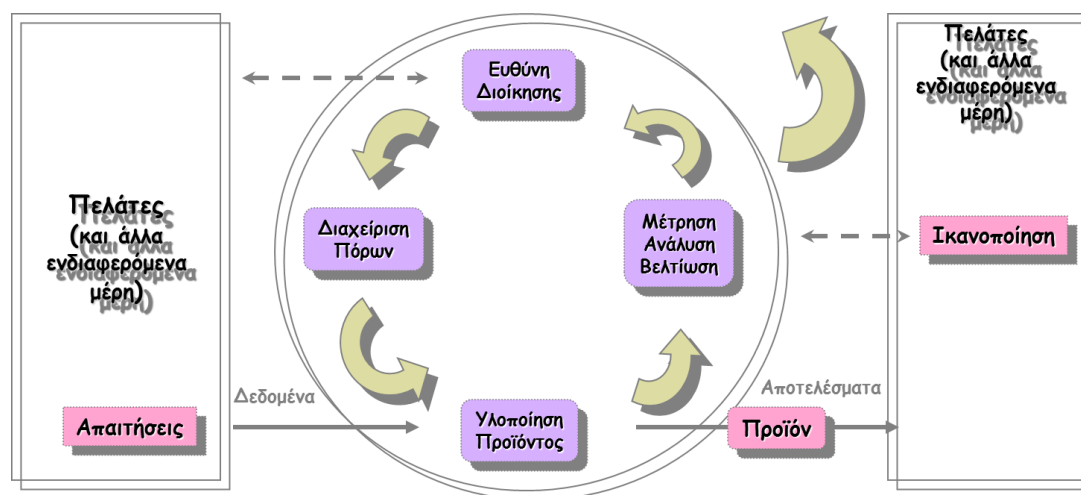 Πελάτες
(και άλλα
ενδιαφερόμενα
μέρη)
Απαιτήσεις
Δεδομένα
Ευθύνη
Διοίκησης
Διαχείριση
Πόρων
Μέτρηση
Ανάλυση
Βελτίωση
Υλοποίηση
Προϊόντος
Αποτελέσματα
Προϊόν
Πελάτες
(και άλλα
ενδιαφερόμενα
μέρη)
Ικανοποίηση